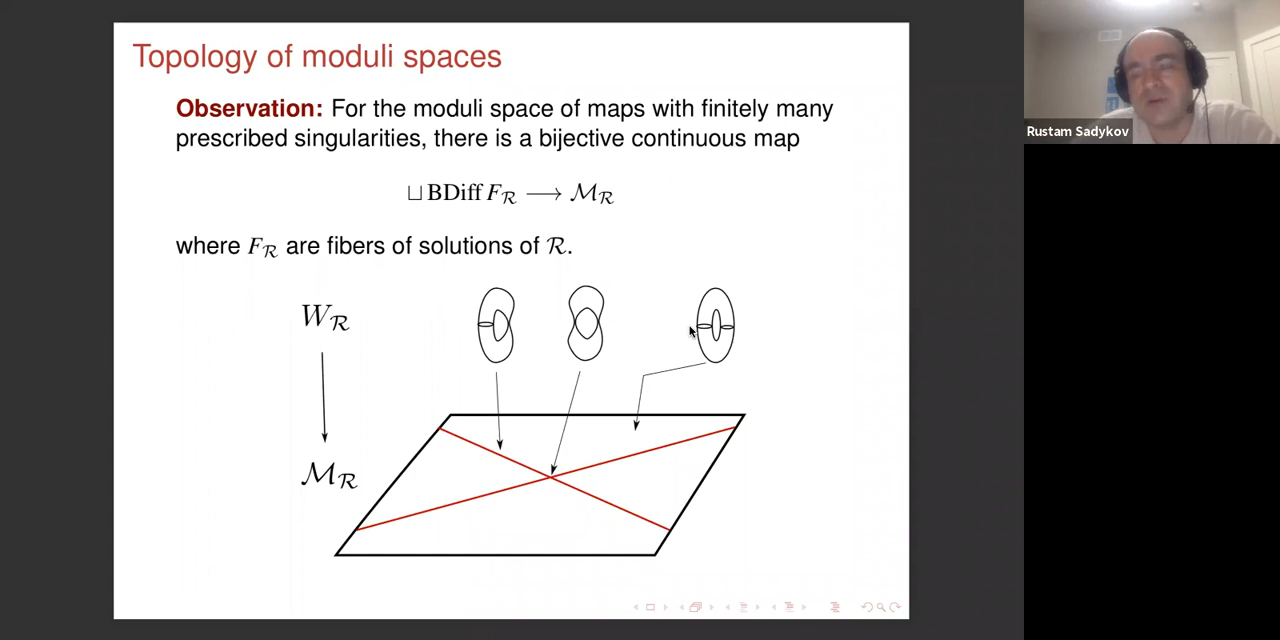 Topology of moduli spaces
Observation: For the moduli space of maps with finitely many
prescribed singularities, there is a bijective continuous map
⊔ BDiff F_ℛ ⟶ ℳ_ℛ
where F_ℛ are fibers of solutions of ℛ.
W_ℛ
ℳ_ℛ
Rustam Sadykov